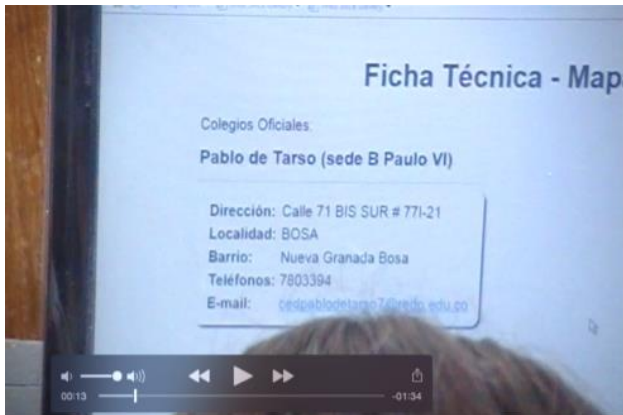 Ficha Técnica - Mapa
Colegios Oficiales:
Pablo de Tarso (sede B Paulo VI)
Dirección: Calle 71 BIS SUR # 77I-21
Localidad: BOSA
Barrio: Nueva Granada Bosa
Teléfonos: 7803394
E-mail: cedpablodetarso7@redp.edu.co
00:13
-01:34